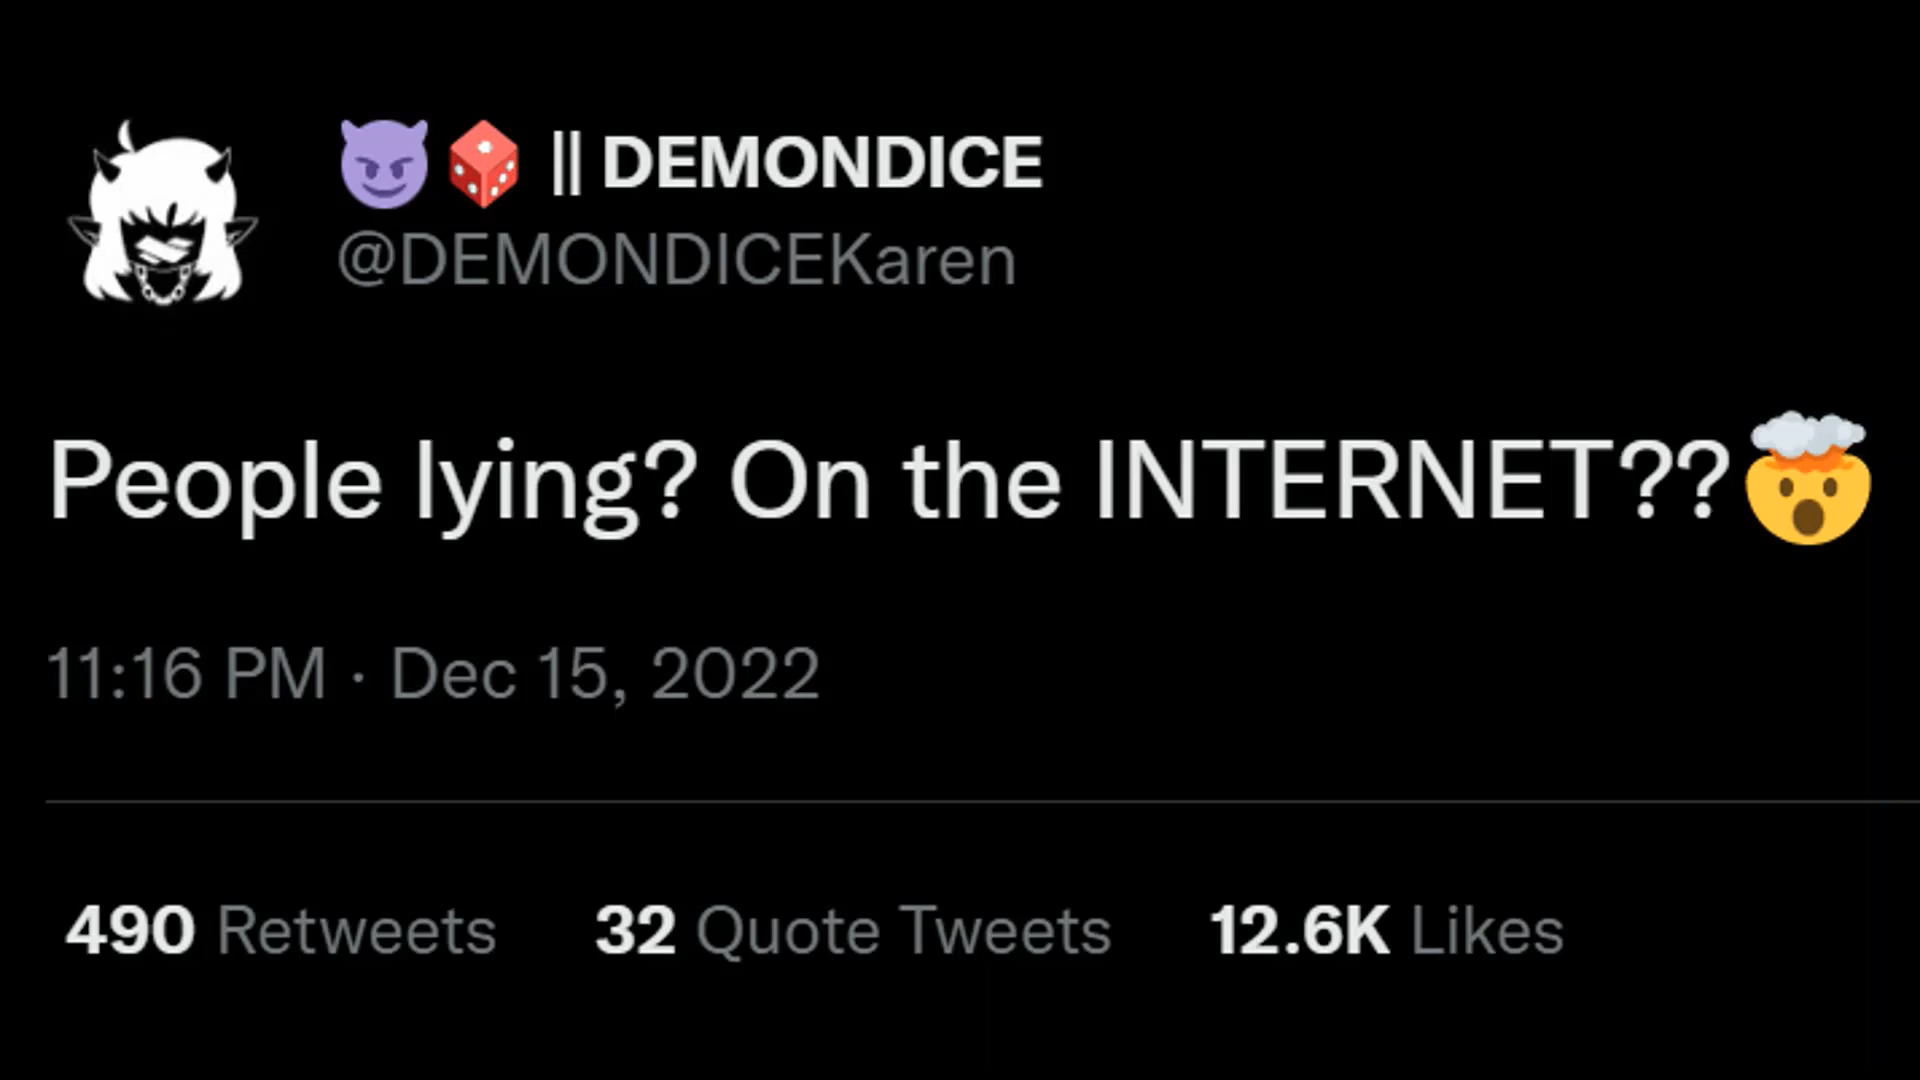 😈🎲 || DEMONDICE
@DEMONDICEKaren
People lying? On the INTERNET??🤯
11:16 PM · Dec 15, 2022
490 Retweets 32 Quote Tweets 12.6K Likes